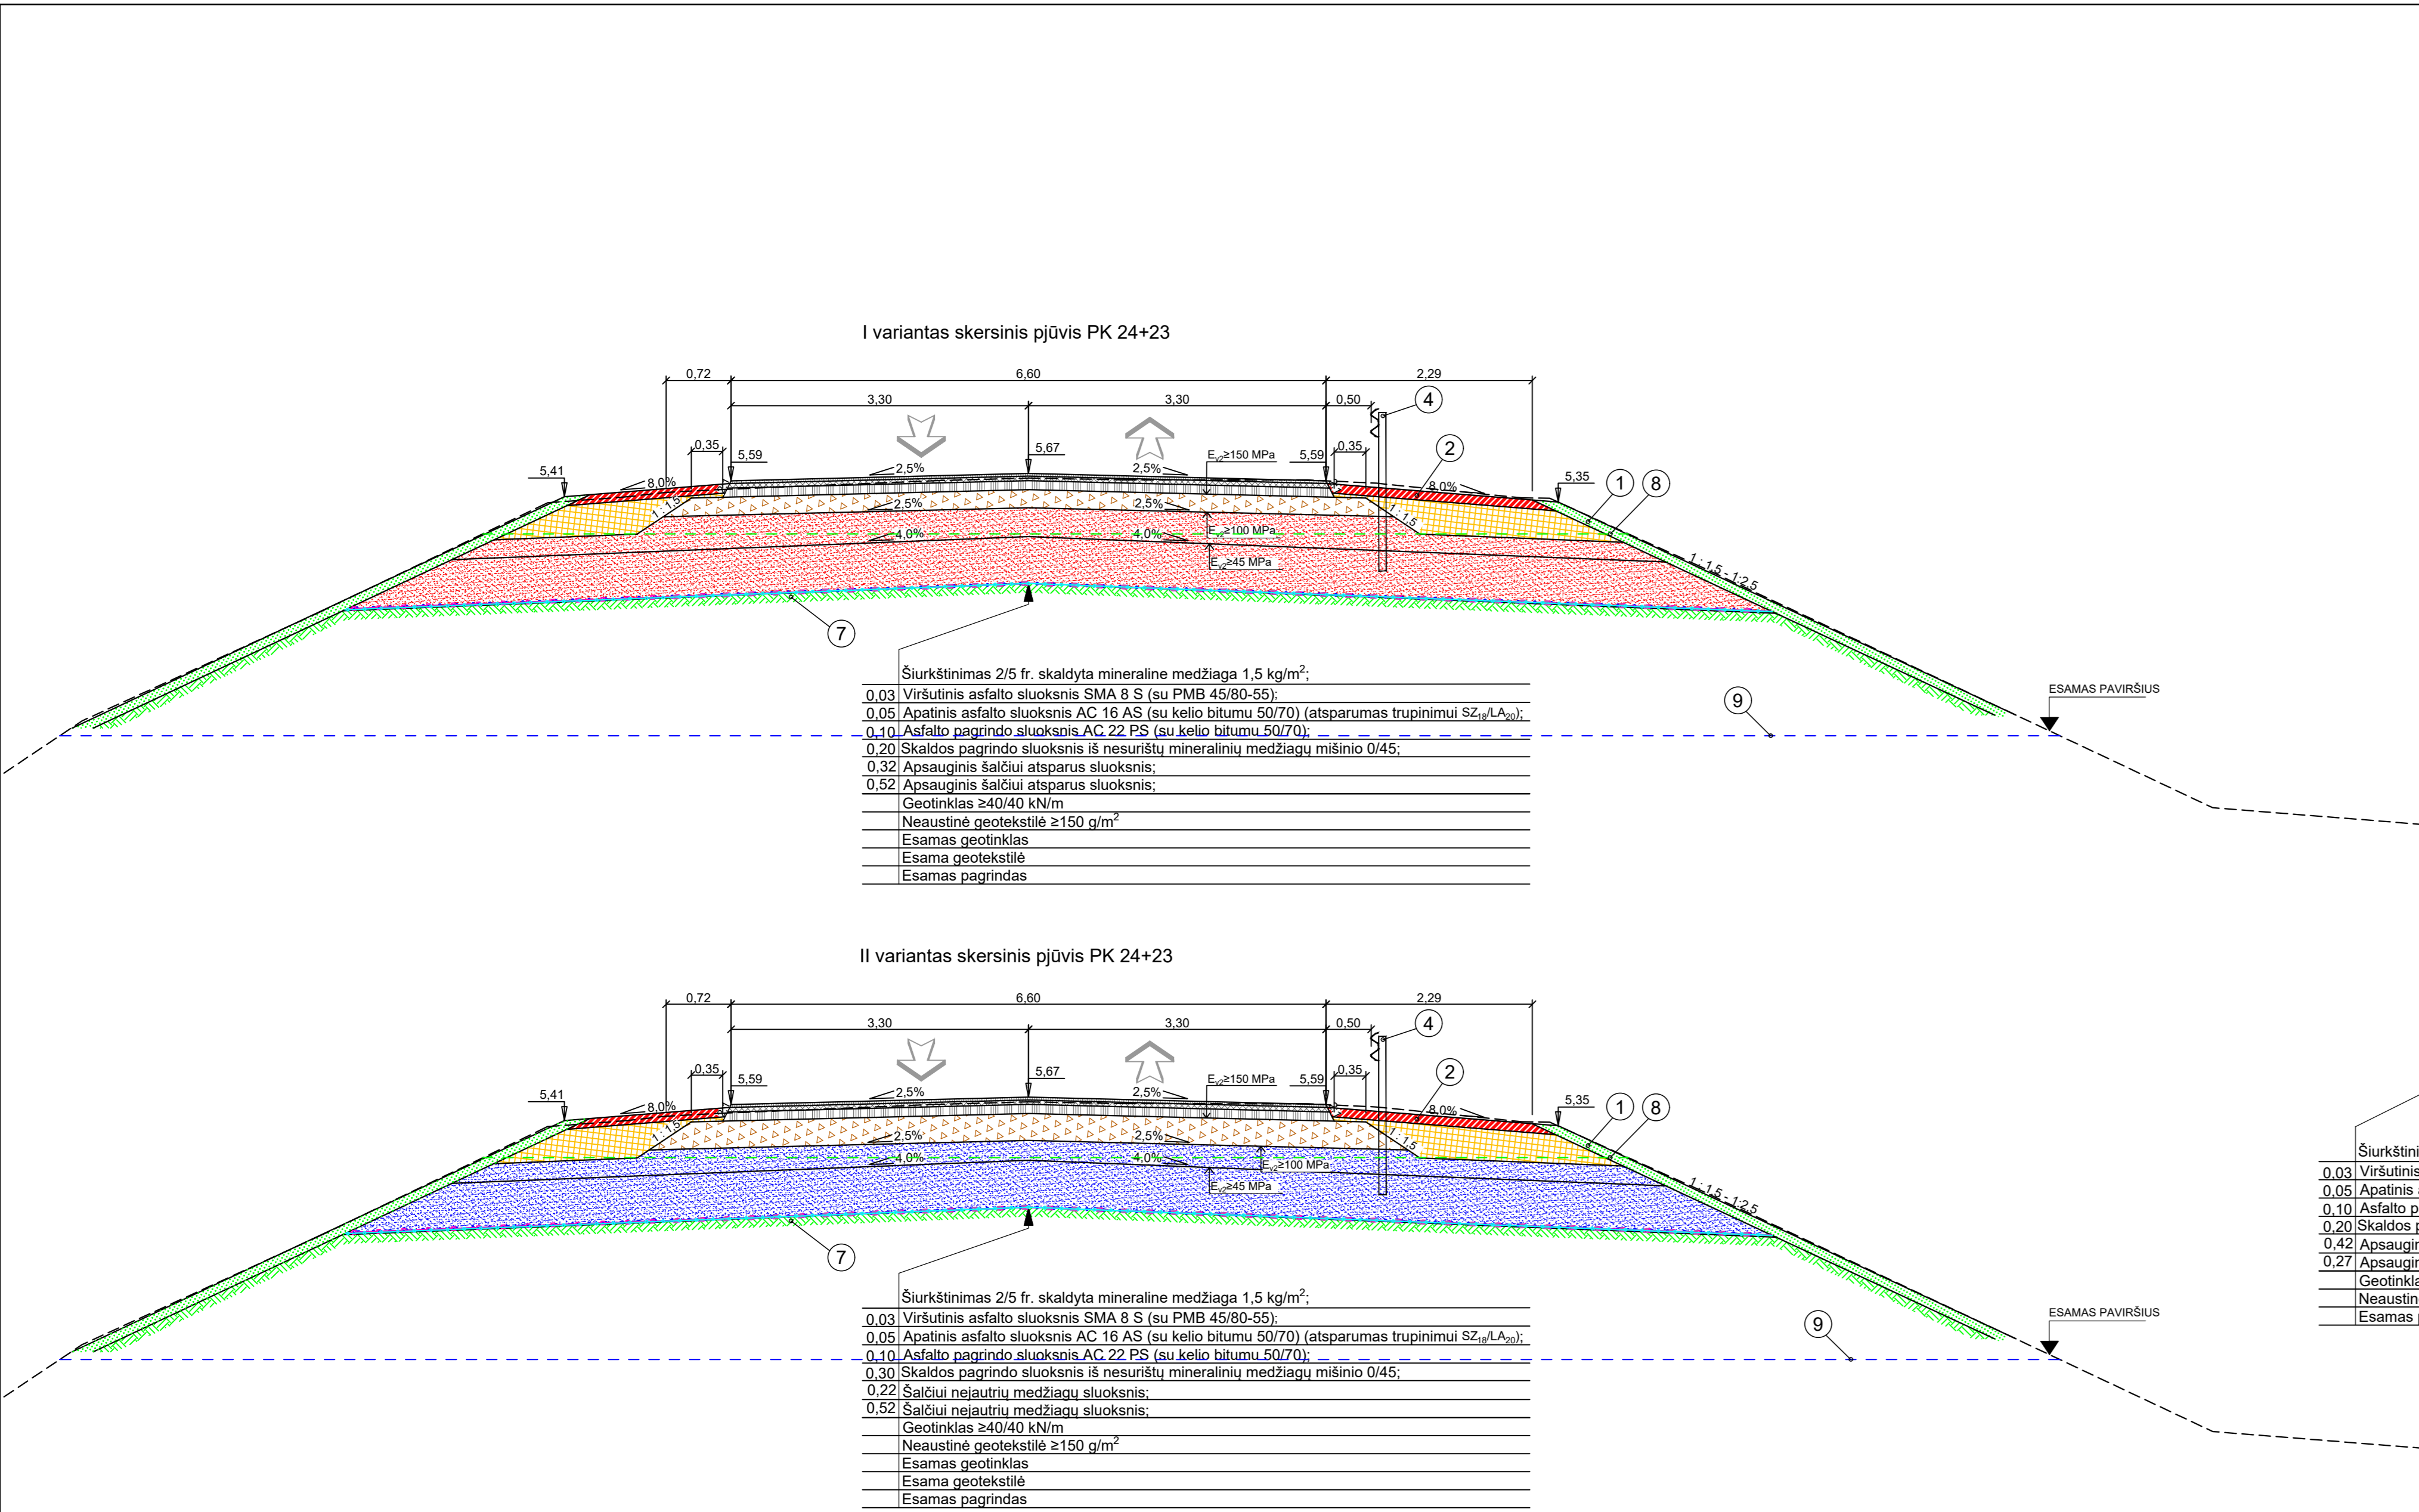 I variantas skersinis pjūvis PK 24+23
0,72 6,60 2,29
3,30 3,30 0,50 4
0,35 5,59 5,67 Ev2≥150 MPa 5,59 0,35 2
5,41 8,0% 2,5% 2,5% 8,0% 5,35 1 8
1 : 1,5 2,5% 2,5% 1 : 1,5
4,0% 4,0% Ev2≥100 MPa
Ev2≥45 MPa 1 : 1,5 - 1:2,5
7
Šiurkštinimas 2/5 fr. skaldyta mineraline medžiaga 1,5 kg/m²;
0,03 Viršutinis asfalto sluoksnis SMA 8 S (su PMB 45/80-55);
0,05 Apatinis asfalto sluoksnis AC 16 AS (su kelio bitumu 50/70) (atsparumas trupinimui SZ18/LA20);
0,10 Asfalto pagrindo sluoksnis AC 22 PS (su kelio bitumu 50/70);
0,20 Skaldos pagrindo sluoksnis iš nesurištų mineralinių medžiagų mišinio 0/45;
0,32 Apsauginis šalčiui atsparus sluoksnis;
0,52 Apsauginis šalčiui atsparus sluoksnis;
Geotinklas ≥40/40 kN/m
Neaustinė geotekstilė ≥150 g/m²
Esamas geotinklas
Esama geotekstilė
Esamas pagrindas
9
ESAMAS PAVIRŠIUS
II variantas skersinis pjūvis PK 24+23
0,72 6,60 2,29
3,30 3,30 0,50 4
0,35 5,59 5,67 Ev2≥150 MPa 5,59 0,35 2
5,41 8,0% 2,5% 2,5% 8,0% 5,35 1 8
1 : 1,5 2,5% 2,5% 1 : 1,5
4,0% 4,0% Ev2≥100 MPa
Ev2≥45 MPa 1 : 1,5 - 1:2,5
7
Šiurkštinimas 2/5 fr. skaldyta mineraline medžiaga 1,5 kg/m²;
0,03 Viršutinis asfalto sluoksnis SMA 8 S (su PMB 45/80-55);
0,05 Apatinis asfalto sluoksnis AC 16 AS (su kelio bitumu 50/70) (atsparumas trupinimui SZ18/LA20);
0,10 Asfalto pagrindo sluoksnis AC 22 PS (su kelio bitumu 50/70);
0,30 Skaldos pagrindo sluoksnis iš nesurištų mineralinių medžiagų mišinio 0/45;
0,22 Šalčiui nejautrių medžiagų sluoksnis;
0,52 Šalčiui nejautrių medžiagų sluoksnis;
Geotinklas ≥40/40 kN/m
Neaustinė geotekstilė ≥150 g/m²
Esamas geotinklas
Esama geotekstilė
Esamas pagrindas
9
ESAMAS PAVIRŠIUS
Šiurkštini
0,03 Viršutinis
0,05 Apatinis
0,10 Asfalto p
0,20 Skaldos p
0,42 Apsaugin
0,27 Apsaugin
Geotinkla
Neaustin
Esamas p